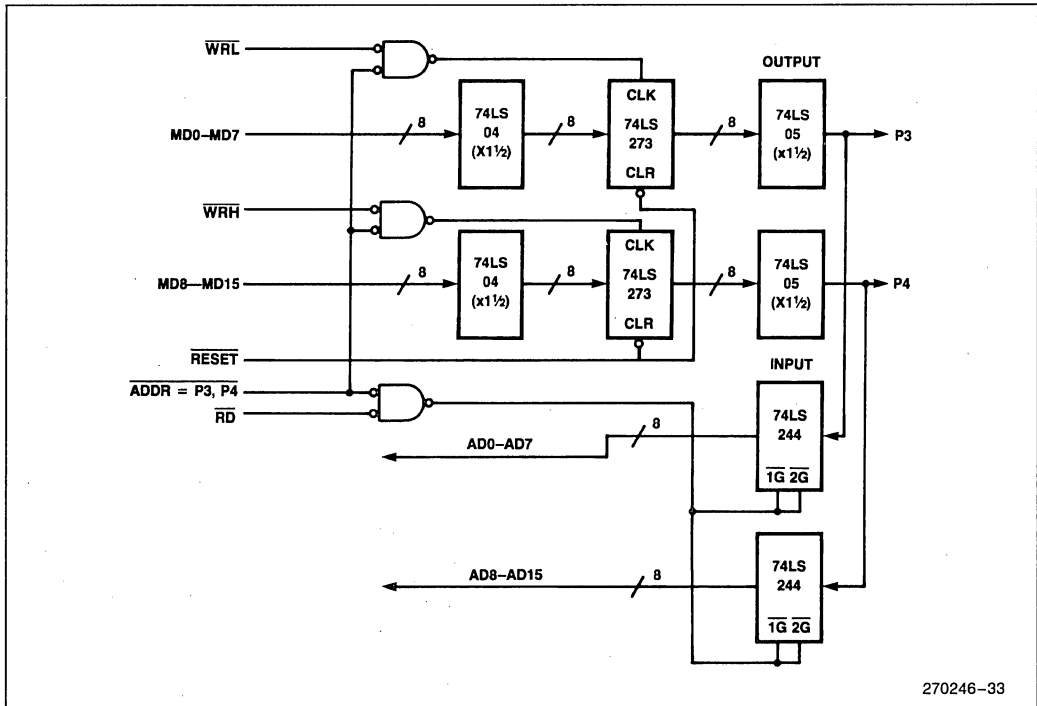 WRL
OUTPUT
MD0–MD7
8
74LS
04
(X1½)
8
CLK
74LS
273
CLR
8
74LS
05
(x1½)
P3
WRH
MD8—MD15
8
74LS
04
(x1½)
8
CLK
74LS
273
CLR
8
74LS
05
(X1½)
P4
RESET
INPUT
ADDR = P3, P4
RD
AD0–AD7
8
74LS
244
1G 2G
AD8–AD15
8
74LS
244
1G 2G
270246–33